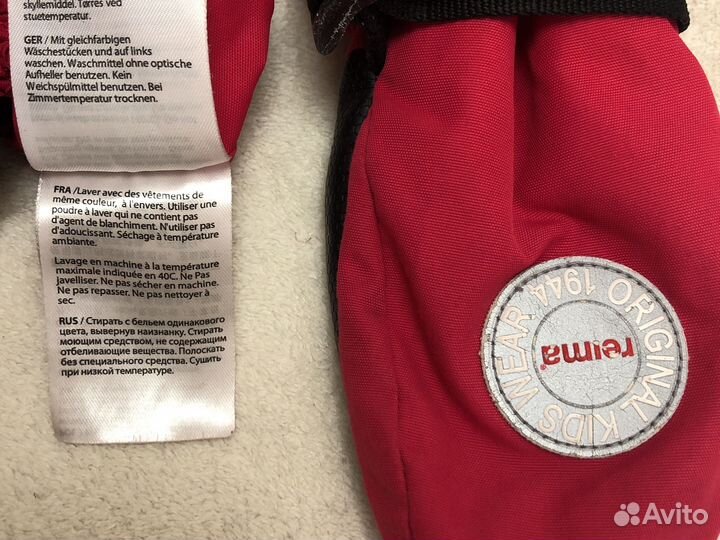 skyllemiddel. Tørres ved
stuetemperatur.
GER / Mit gleichfarbigen
Wäschestücken und auf links
waschen. Waschmittel ohne optische
Aufheller benutzen. Kein
Weichspülmittel benutzen. Bei
Zimmertemperatur trocknen.
FRA /Laver avec des vêtements de
même couleur, à l'envers. Utiliser une
poudre à laver qui ne contient pas
d'agent de blanchiment. N'utiliser pas
d'adoucissant. Séchage à température
ambiante.
Lavage en machine à la température
maximale indiquée en 40C. Ne Pas
javelliser. Ne pas sécher en machine.
Ne pas repasser. Ne pas nettoyer à
sec.
RUS / Стирать с бельем одинакового
цвета, вывернув наизнанку. Стирать
моющим средством, не содержащим
отбеливающие вещества. Полоскать
без специального средства. Сушить
при низкой температуре.
ORIGINAL KIDS WEAR 1944
reima®
Avito